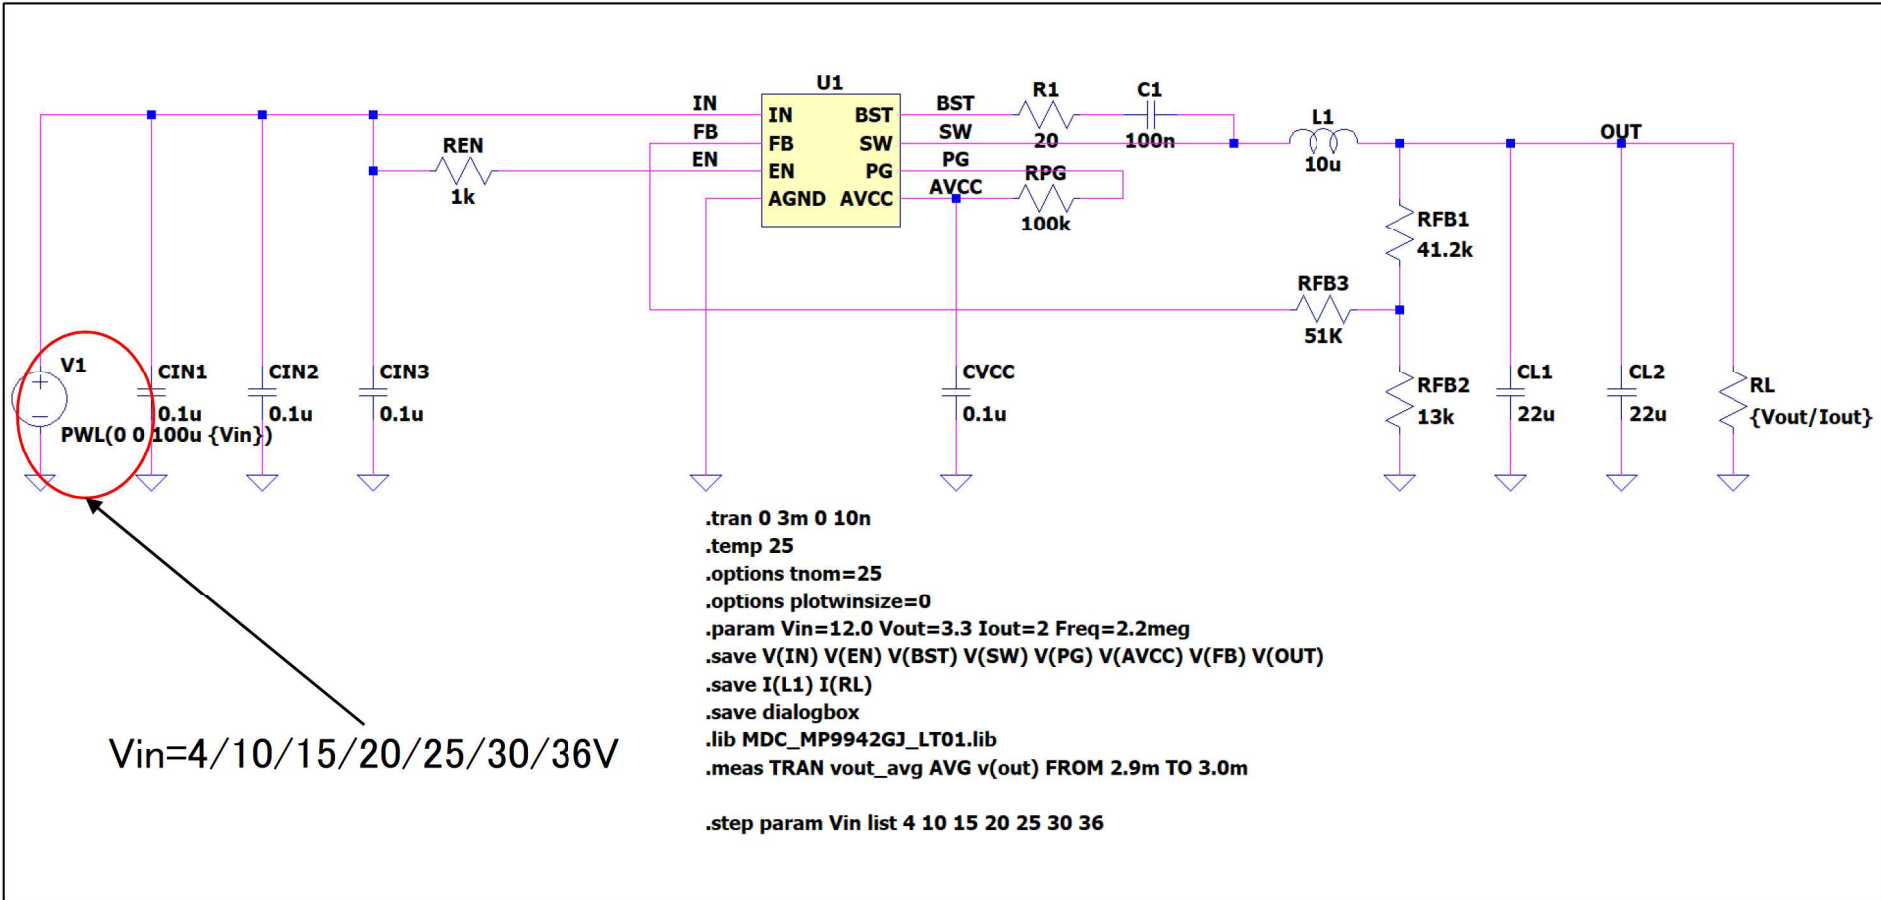 U1
R1
C1
L1
IN
IN
BST
BST
20
100n
FB
FB
SW
SW
10u
OUT
REN
EN
EN
PG
PG
RPG
1k
AGND
AVCC
AVCC
100k
RFB1
41.2k
RFB3
51K
V1
PWL(0 0 100u {Vin})
CIN1
0.1u
CIN2
0.1u
CIN3
0.1u
CVCC
0.1u
RFB2
13k
CL1
22u
CL2
22u
RL
{Vout/Iout}
.tran 0 3m 0 10n
.temp 25
.options tnom=25
.options plotwinsize=0
.param Vin=12.0 Vout=3.3 Iout=2 Freq=2.2meg
.save V(IN) V(EN) V(BST) V(SW) V(PG) V(AVCC) V(FB) V(OUT)
.save I(L1) I(RL)
.save dialogbox
.lib MDC_MP9942GJ_LT01.lib
.meas TRAN vout_avg AVG v(out) FROM 2.9m TO 3.0m
.step param Vin list 4 10 15 20 25 30 36
Vin=4/10/15/20/25/30/36V